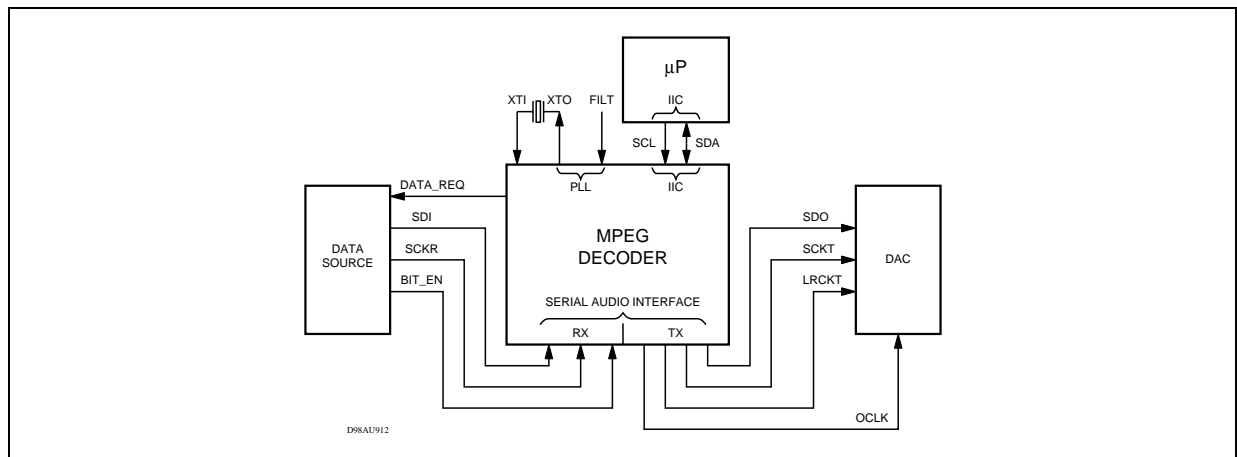 µP
XTI XTO FILT IIC
SCL SDA
PLL IIC
DATA_REQ
SDI SDO
MPEG
DECODER
DATA
SOURCE
SCKR SCKT
DAC
BIT_EN LRCKT
SERIAL AUDIO INTERFACE
RX TX
OCLK
D98AU912